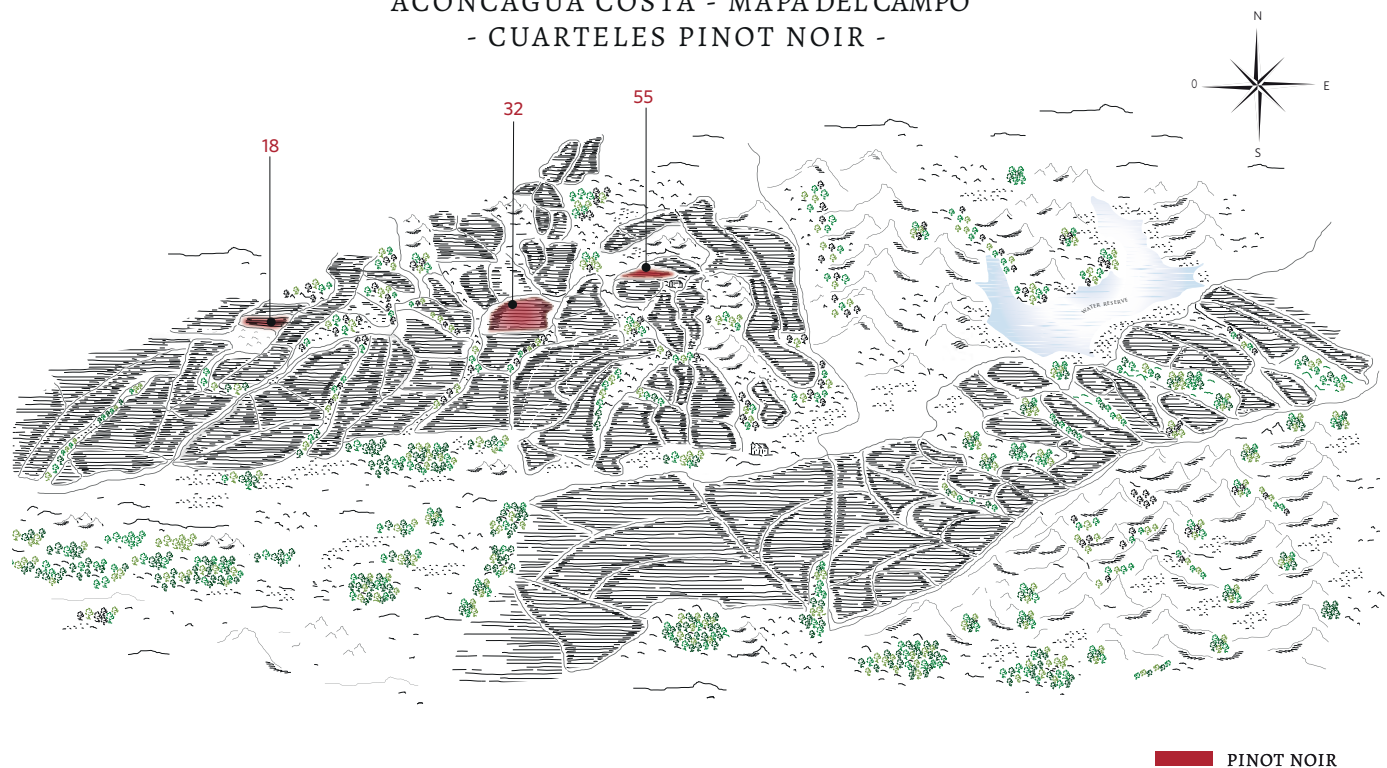 ACONCAGUA COSTA - MAPA DEL CAMPO
- CUARTELES PINOT NOIR -
N
55
32
O
E
18
S
WATER RESERVE
PINOT NOIR